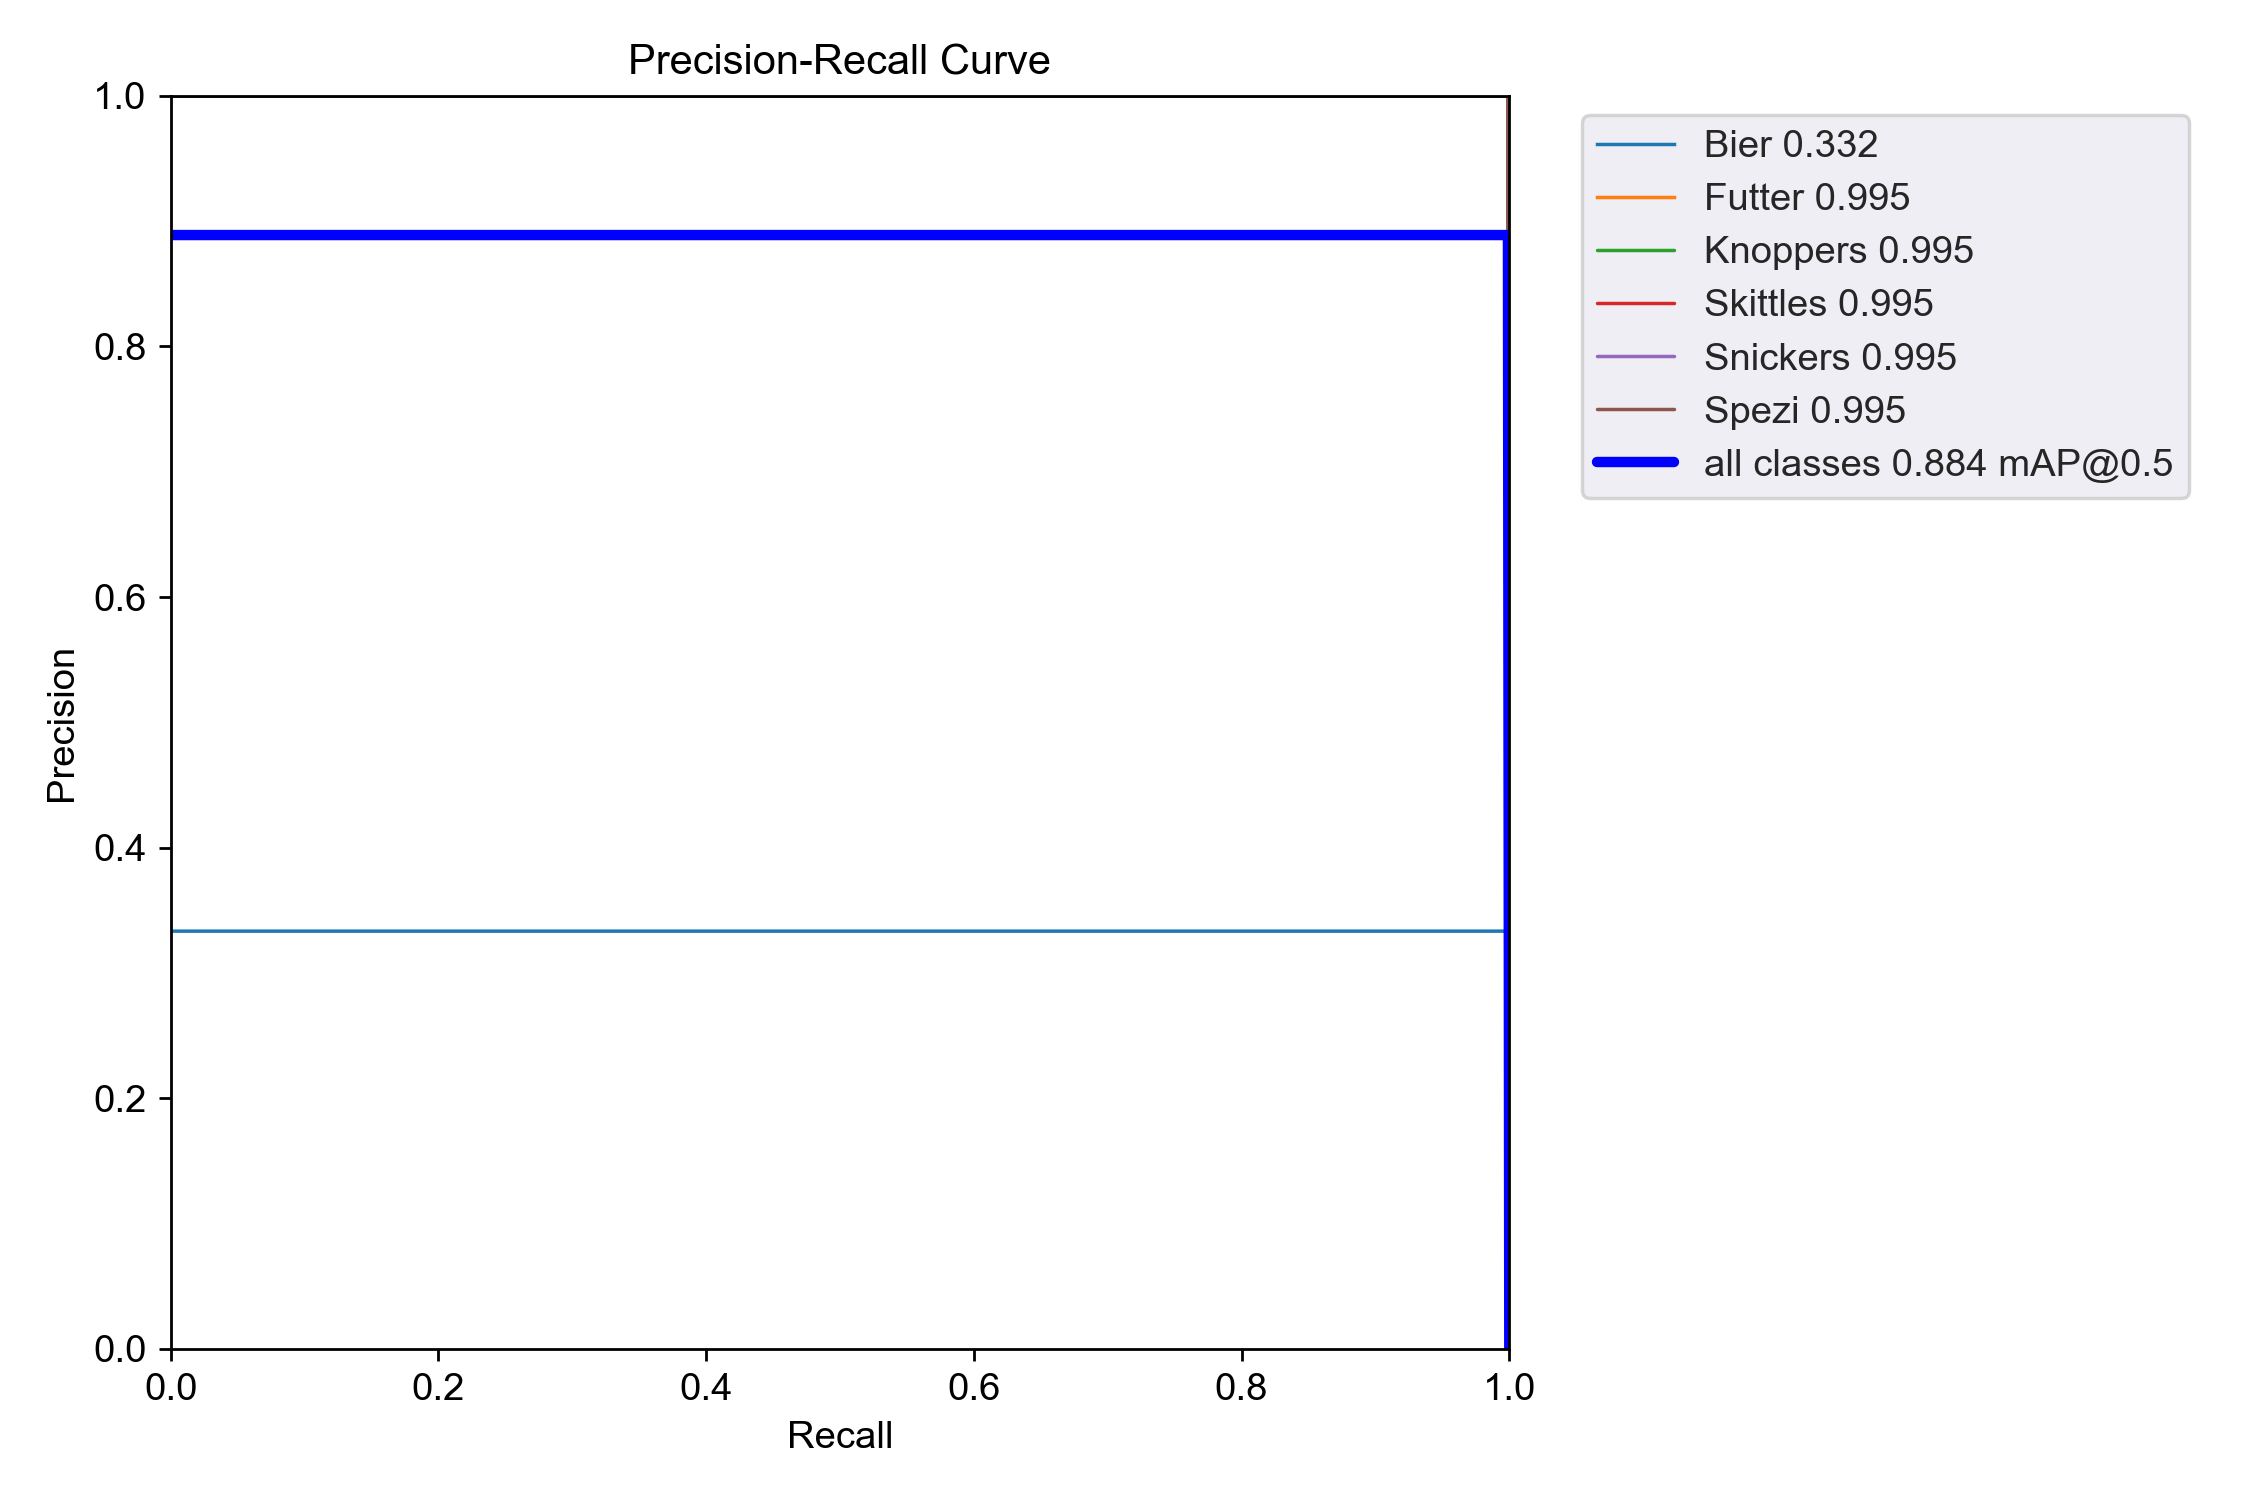 Precision-Recall Curve
1.0
0.8
0.6
0.4
0.2
0.0
Precision
0.0 0.2 0.4 0.6 0.8 1.0
Recall
Bier 0.332
Futter 0.995
Knoppers 0.995
Skittles 0.995
Snickers 0.995
Spezi 0.995
all classes 0.884 mAP@0.5